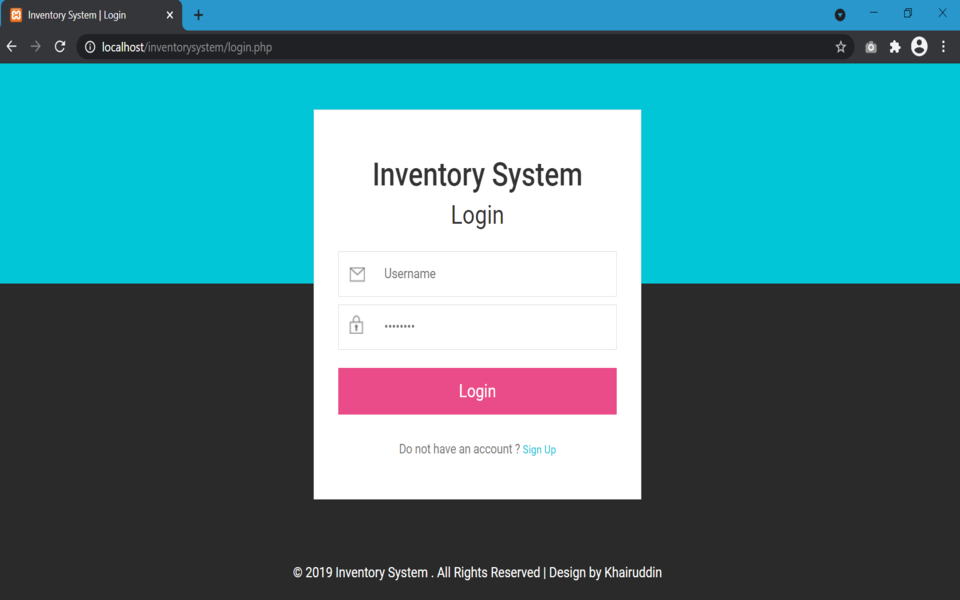 Inventory System | Login
localhost/inventorysystem/login.php
Inventory System
Login
Username
••••••••
Login
Do not have an account ? Sign Up
© 2019 Inventory System . All Rights Reserved | Design by Khairuddin